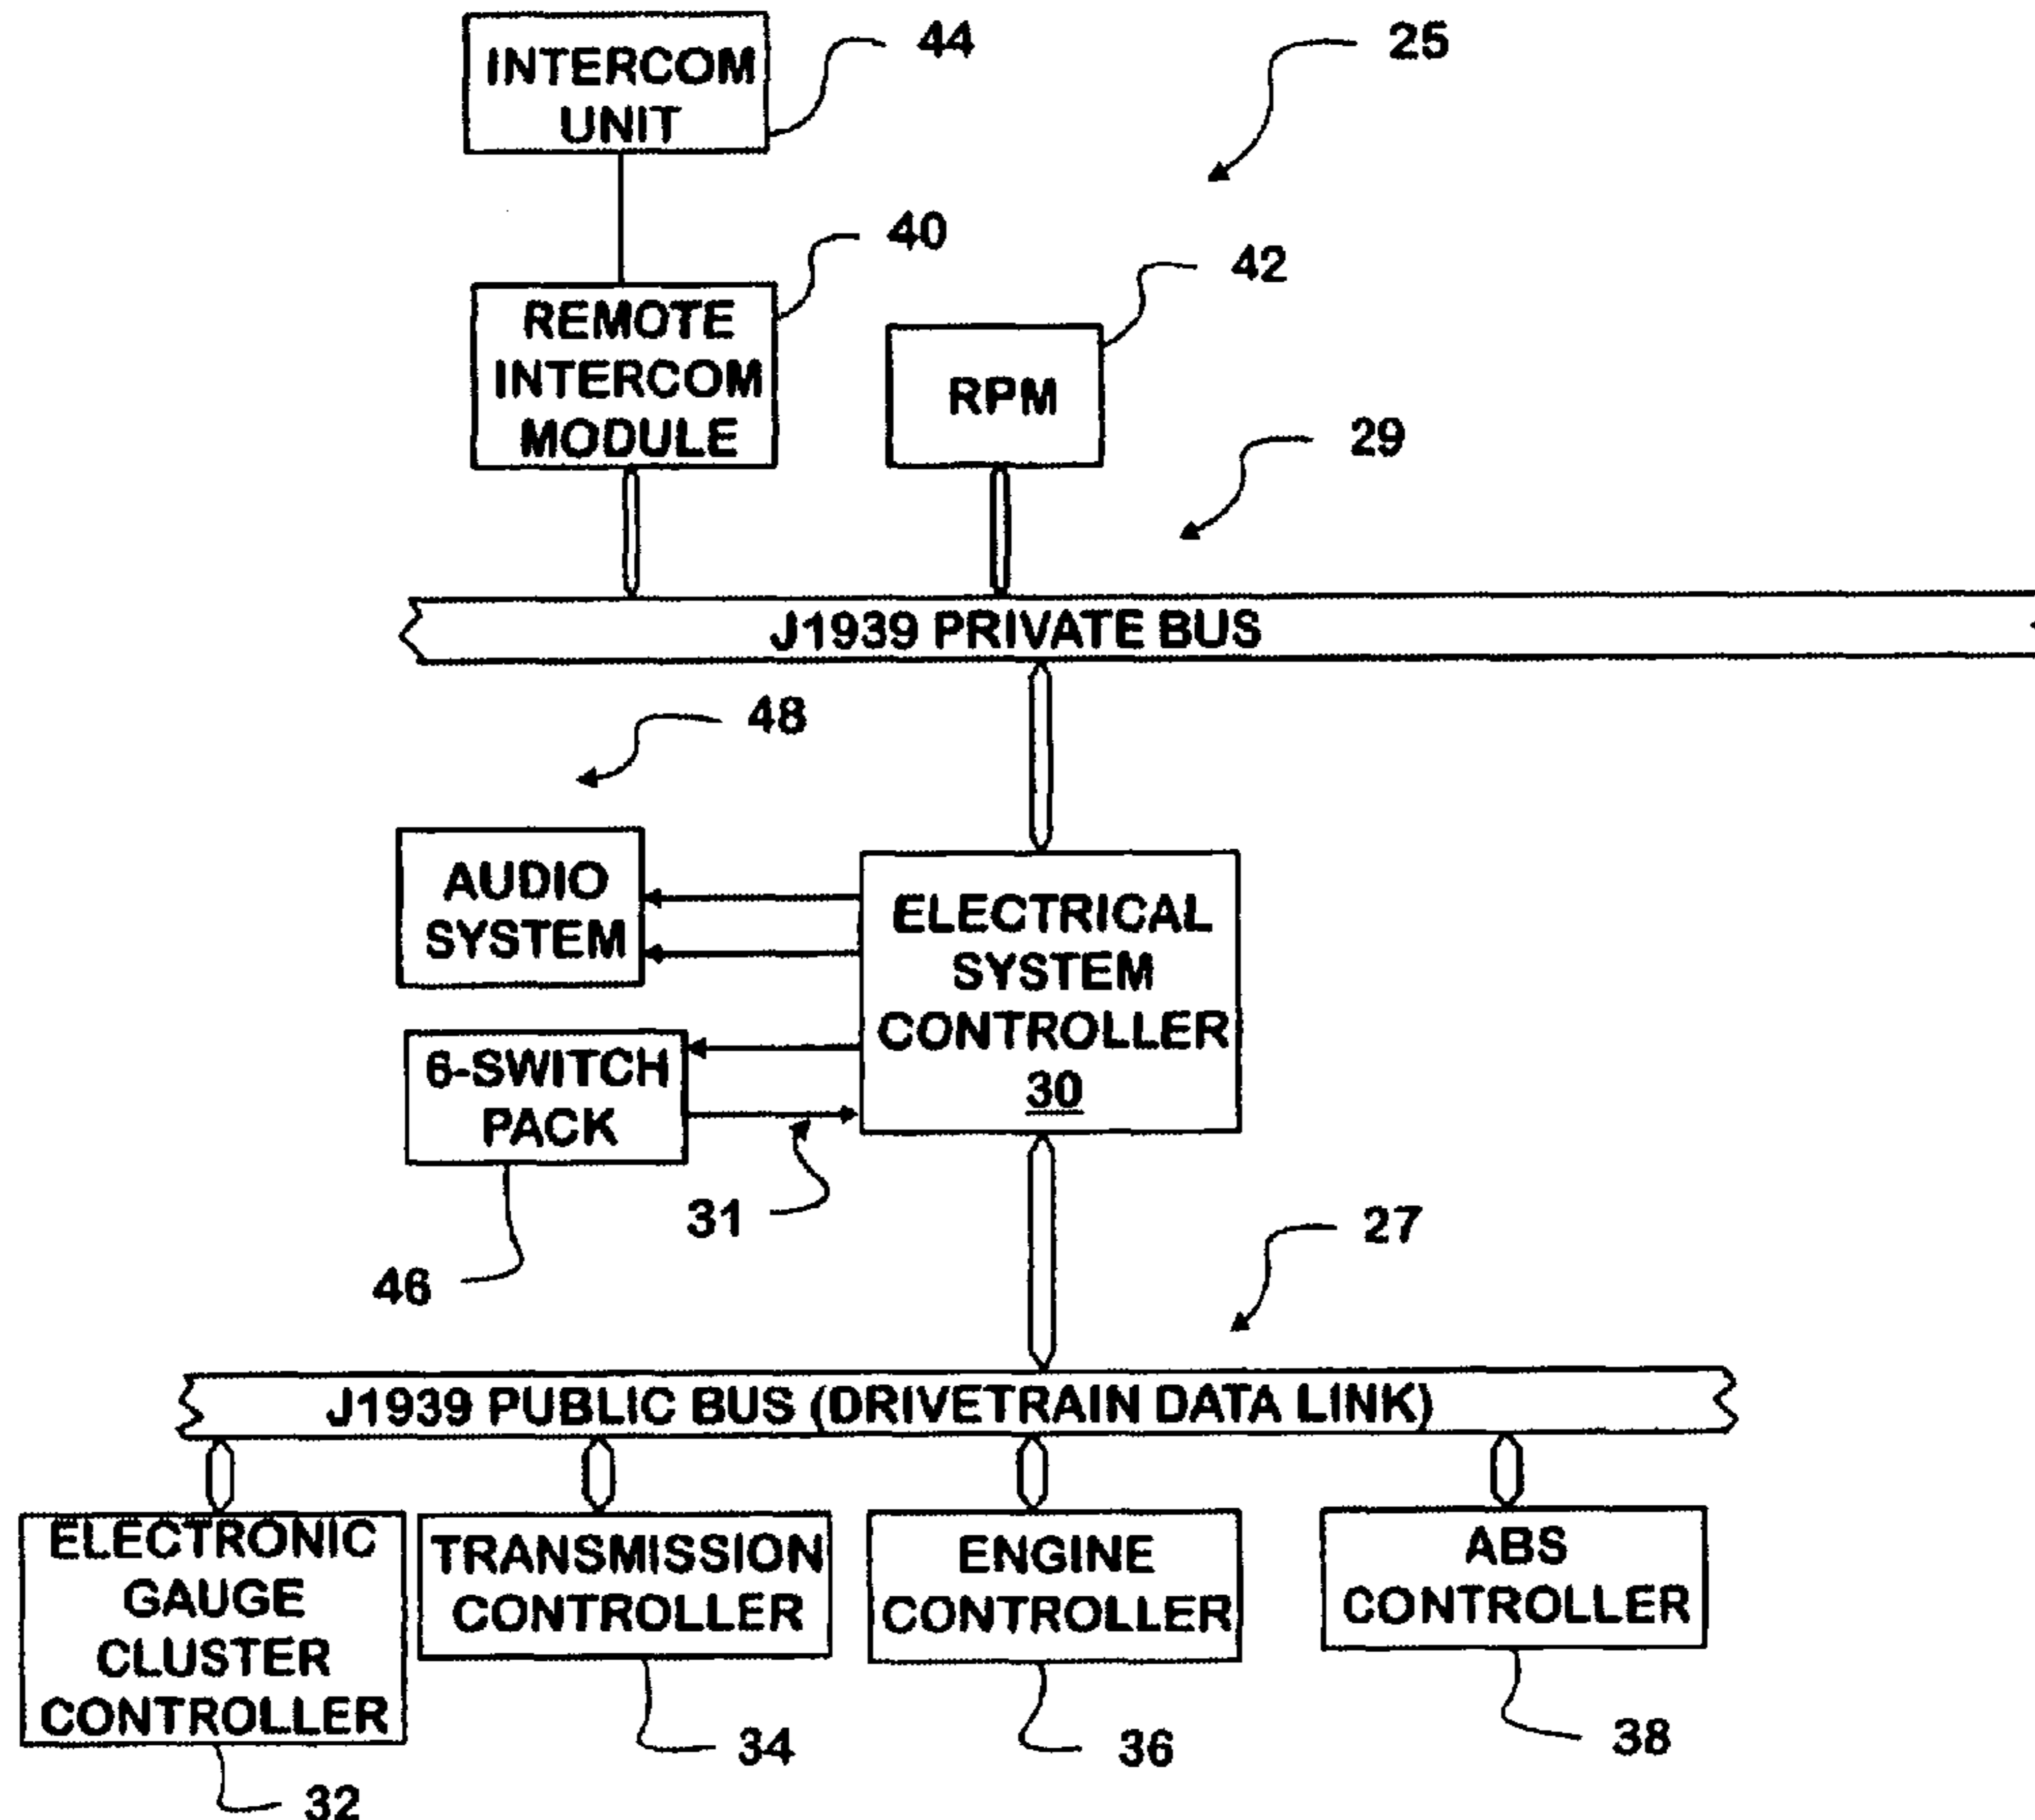 INTERCOM
UNIT
44
25
REMOTE
INTERCOM
MODULE
40
RPM
42
29
J1939 PRIVATE BUS
48
AUDIO
SYSTEM
ELECTRICAL
SYSTEM
CONTROLLER
30
6-SWITCH
PACK
31
46
27
J1939 PUBLIC BUS (DRIVETRAIN DATA LINK)
ELECTRONIC
GAUGE
CLUSTER
CONTROLLER
TRANSMISSION
CONTROLLER
ENGINE
CONTROLLER
ABS
CONTROLLER
32
34
36
38